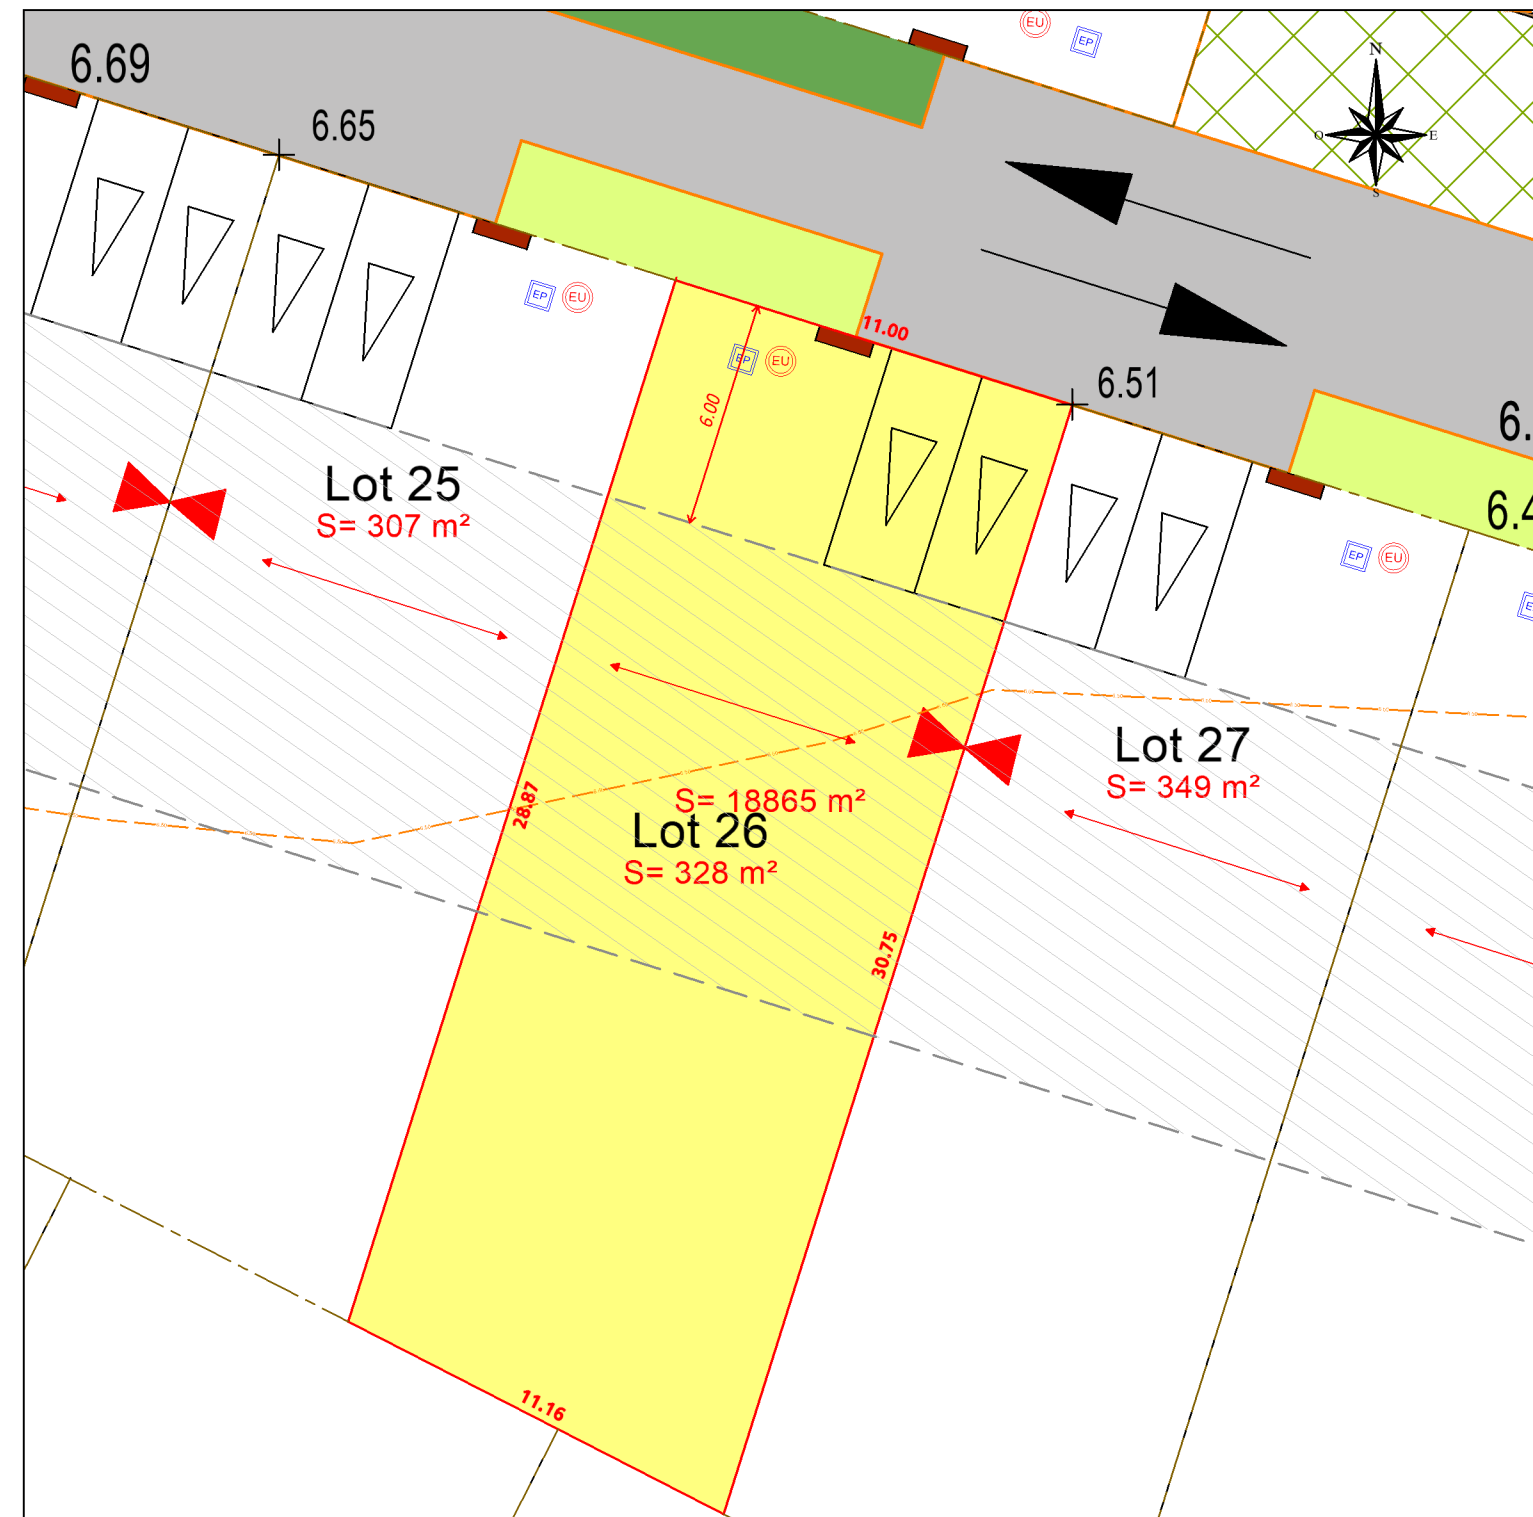 EU
EP
N
O
E
S
6.69
6.65
EP
EU
11.00
EP
EU
6.00
6.51
6.
6.4
EP
EU
E
Lot 25
S= 307 m²
Lot 27
S= 349 m²
28.87
S= 18865 m²
Lot 26
S= 328 m²
30.75
11.16